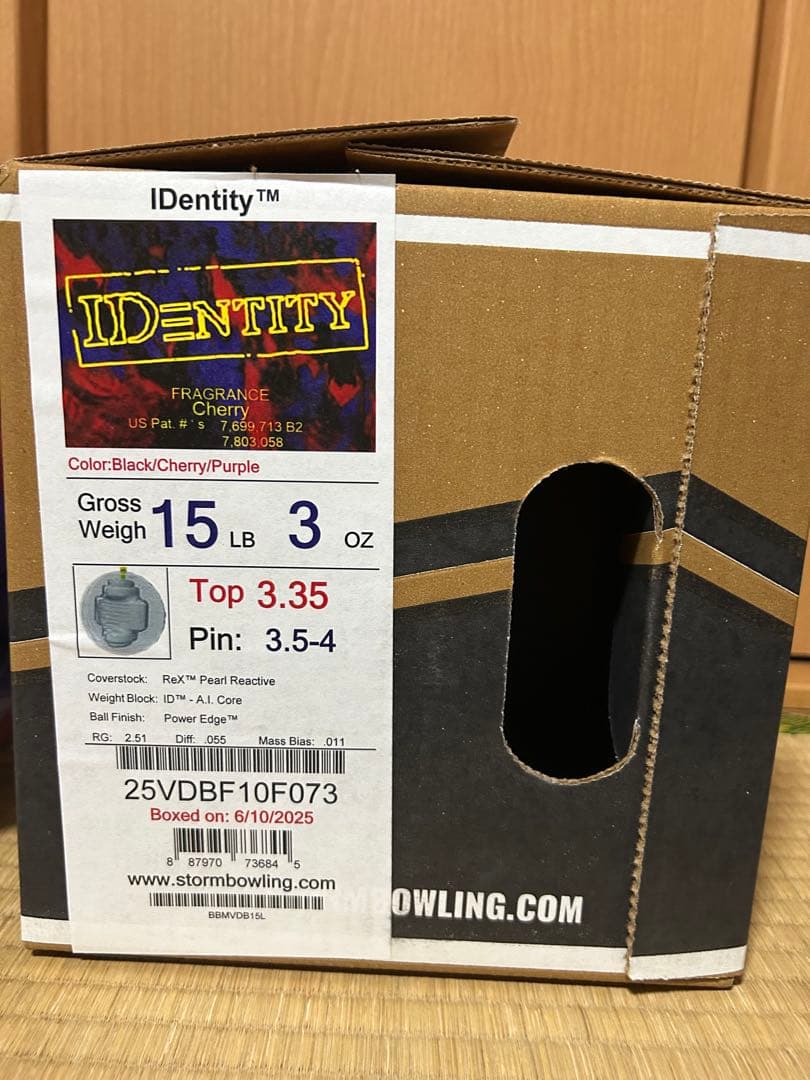 IDentity™
IDENTITY
FRAGRANCE
Cherry
US Pat. #'s 7,699,713 B2
7,803,058
Color:Black/Cherry/Purple
Gross
Weigh 15 LB 3 OZ
Top 3.35
Pin: 3.5-4
Coverstock: ReX™ Pearl Reactive
Weight Block: ID™ - A.I. Core
Ball Finish: Power Edge™
RG: 2.51 Diff: .055 Mass Bias: .011
25VDBF10F073
Boxed on: 6/10/2025
8 87970 73684 5
www.stormbowling.com
BBMVDB15L
MBOWLING.COM